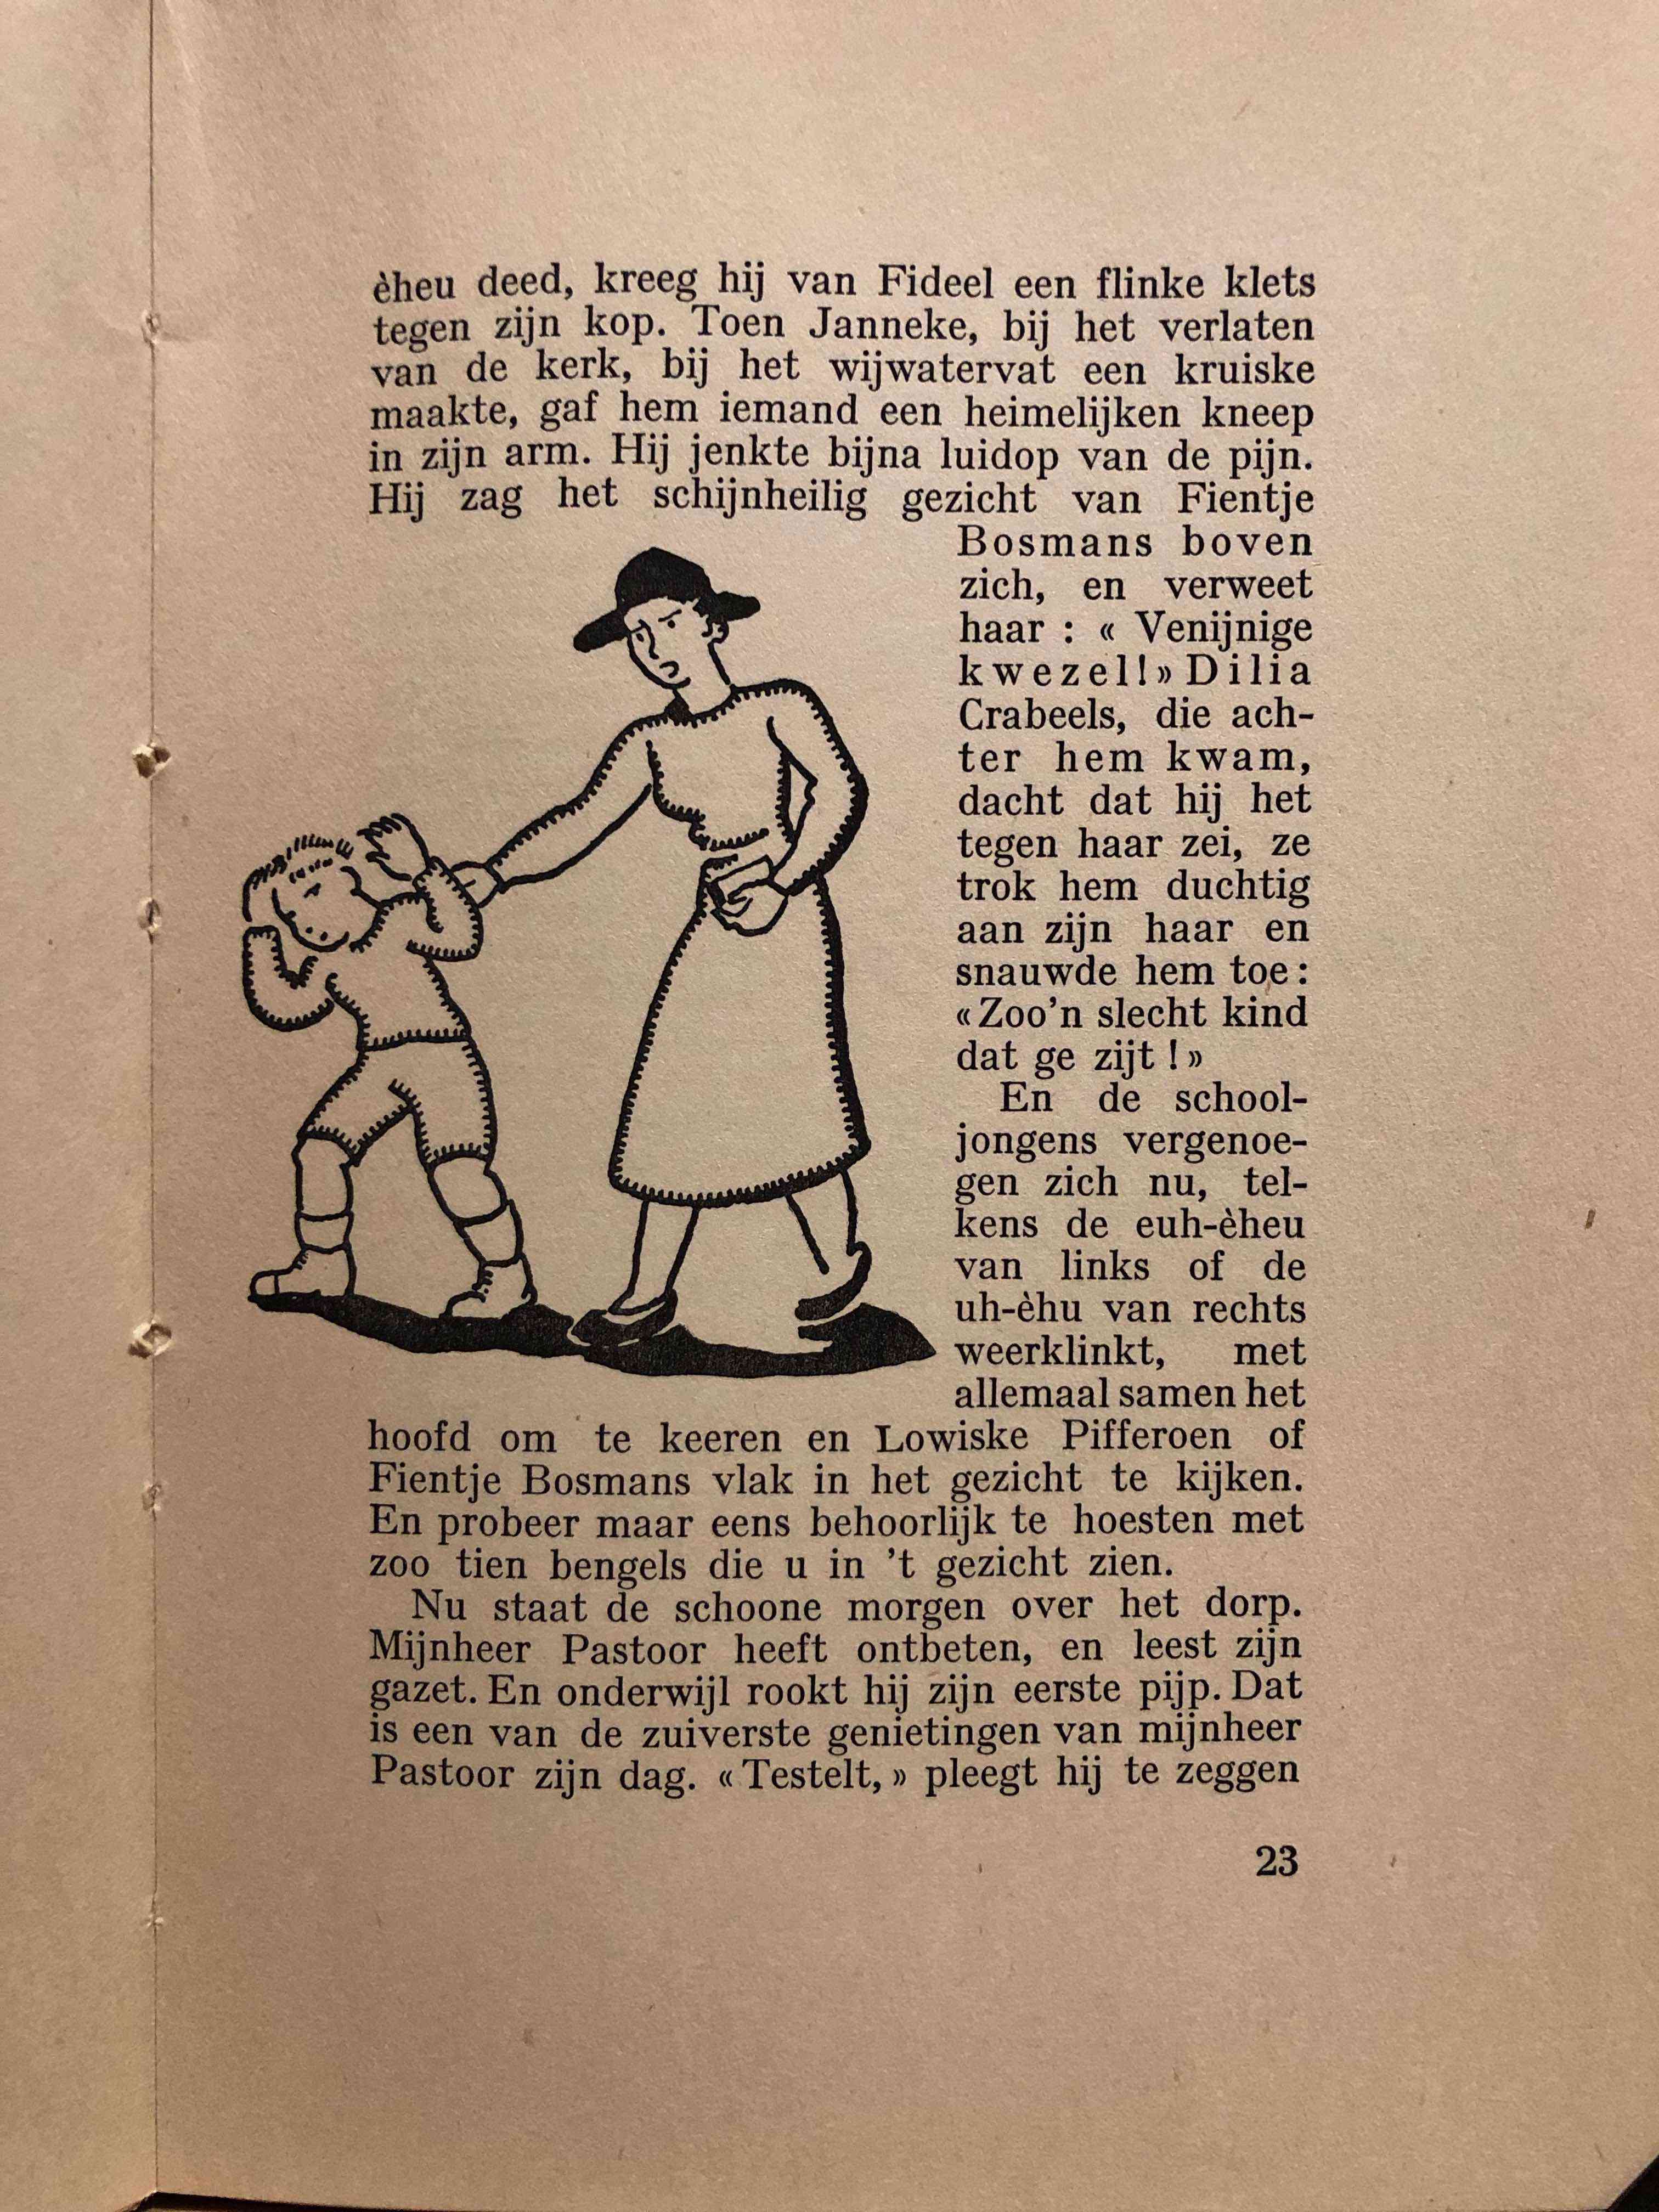 èheu deed, kreeg hij van Fideel een flinke klets
tegen zijn kop. Toen Janneke, bij het verlaten
van de kerk, bij het wijwatervat een kruiske
maakte, gaf hem iemand een heimelijken kneep
in zijn arm. Hij jenkte bijna luidop van de pijn.
Hij zag het schijnheilig gezicht van Fientje
Bosmans boven
zich, en verweet
haar : « Venijnige
kwezel!» Dilia
Crabeels, die ach-
ter hem kwam,
dacht dat hij het
tegen haar zei, ze
trok hem duchtig
aan zijn haar en
snauwde hem toe:
«Zoo'n slecht kind
dat ge zijt !»
En de school-
jongens vergenoe-
gen zich nu, tel-
kens de euh-èheu
van links of de
uh-èhu van rechts
weerklinkt, met
allemaal samen het
hoofd om te keeren en Lowiske Pifferoen of
Fientje Bosmans vlak in het gezicht te kijken.
En probeer maar eens behoorlijk te hoesten met
zoo tien bengels die u in 't gezicht zien.
Nu staat de schoone morgen over het dorp.
Mijnheer Pastoor heeft ontbeten, en leest zijn
gazet. En onderwijl rookt hij zijn eerste pijp. Dat
is een van de zuiverste genietingen van mijnheer
Pastoor zijn dag. « Testelt, » pleegt hij te zeggen
23